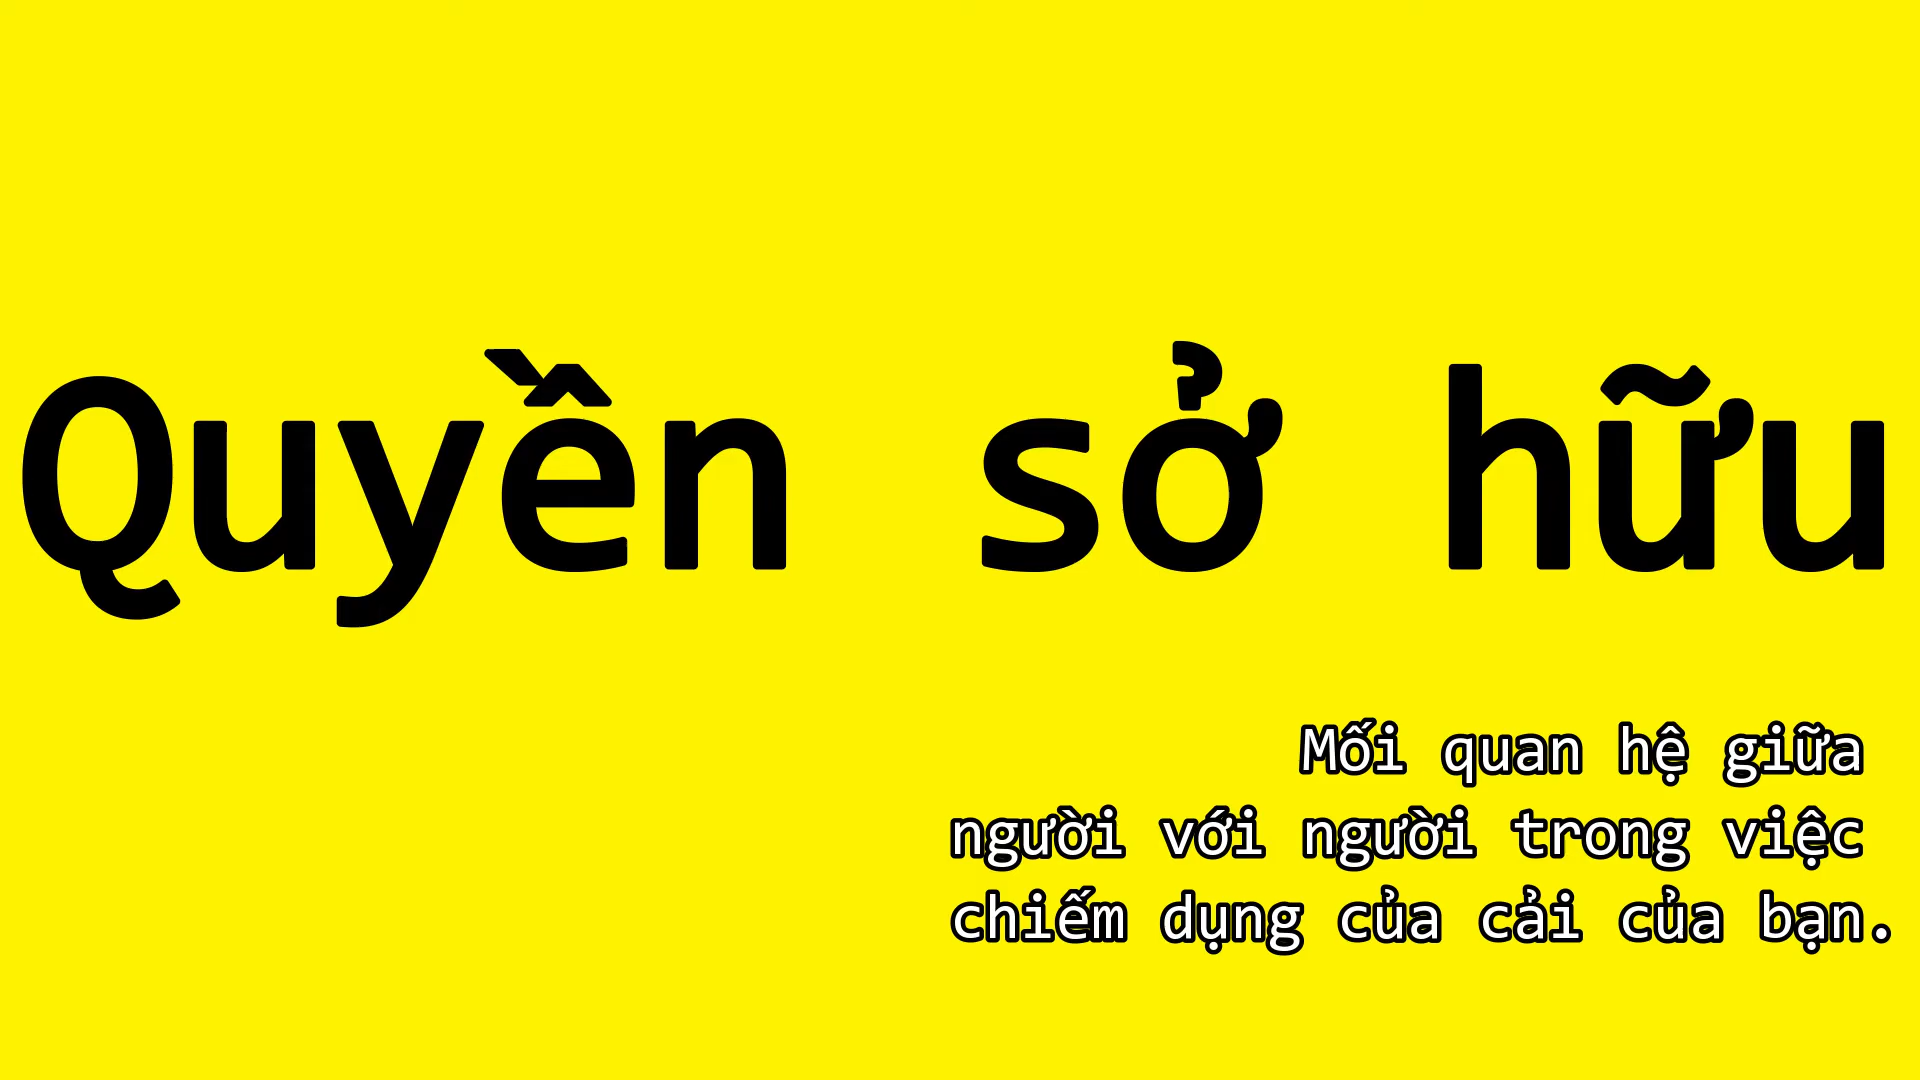 Quyền sở hữu
Mối quan hệ giữa
người với người trong việc
chiếm dụng của cải của bạn.